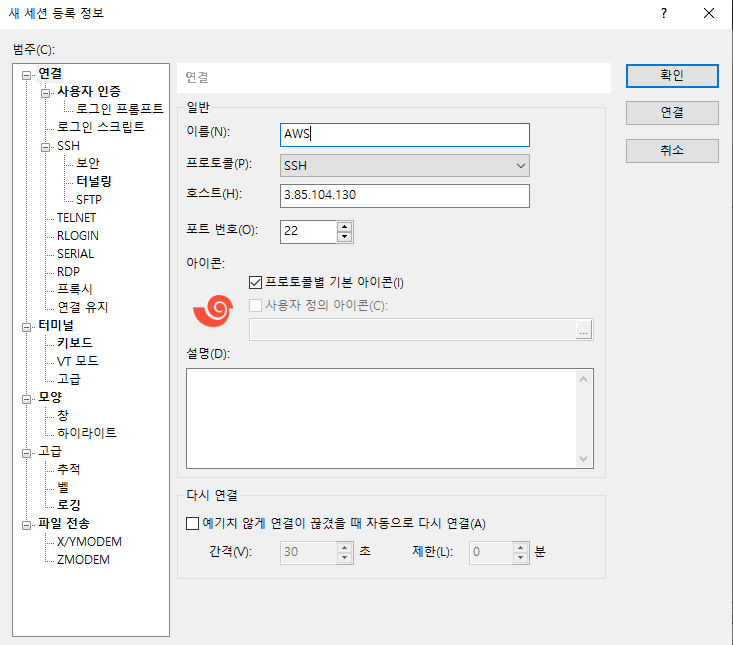 새 세션 등록 정보
?
범주(C):
연결
사용자 인증
로그인 프롬프트
로그인 스크립트
SSH
보안
터널링
SFTP
TELNET
RLOGIN
SERIAL
RDP
프록시
연결 유지
터미널
키보드
VT 모드
고급
모양
창
하이라이트
고급
추적
벨
로깅
파일 전송
X/YMODEM
ZMODEM
연결
일반
이름(N):
AWS
프로토콜(P):
SSH
호스트(H):
3.85.104.130
포트 번호(O):
22
아이콘:
프로토콜별 기본 아이콘(I)
사용자 정의 아이콘(C):
...
설명(D):
다시 연결
예기치 않게 연결이 끊겼을 때 자동으로 다시 연결(A)
간격(V): 30 초 제한(L): 0 분
확인
연결
취소